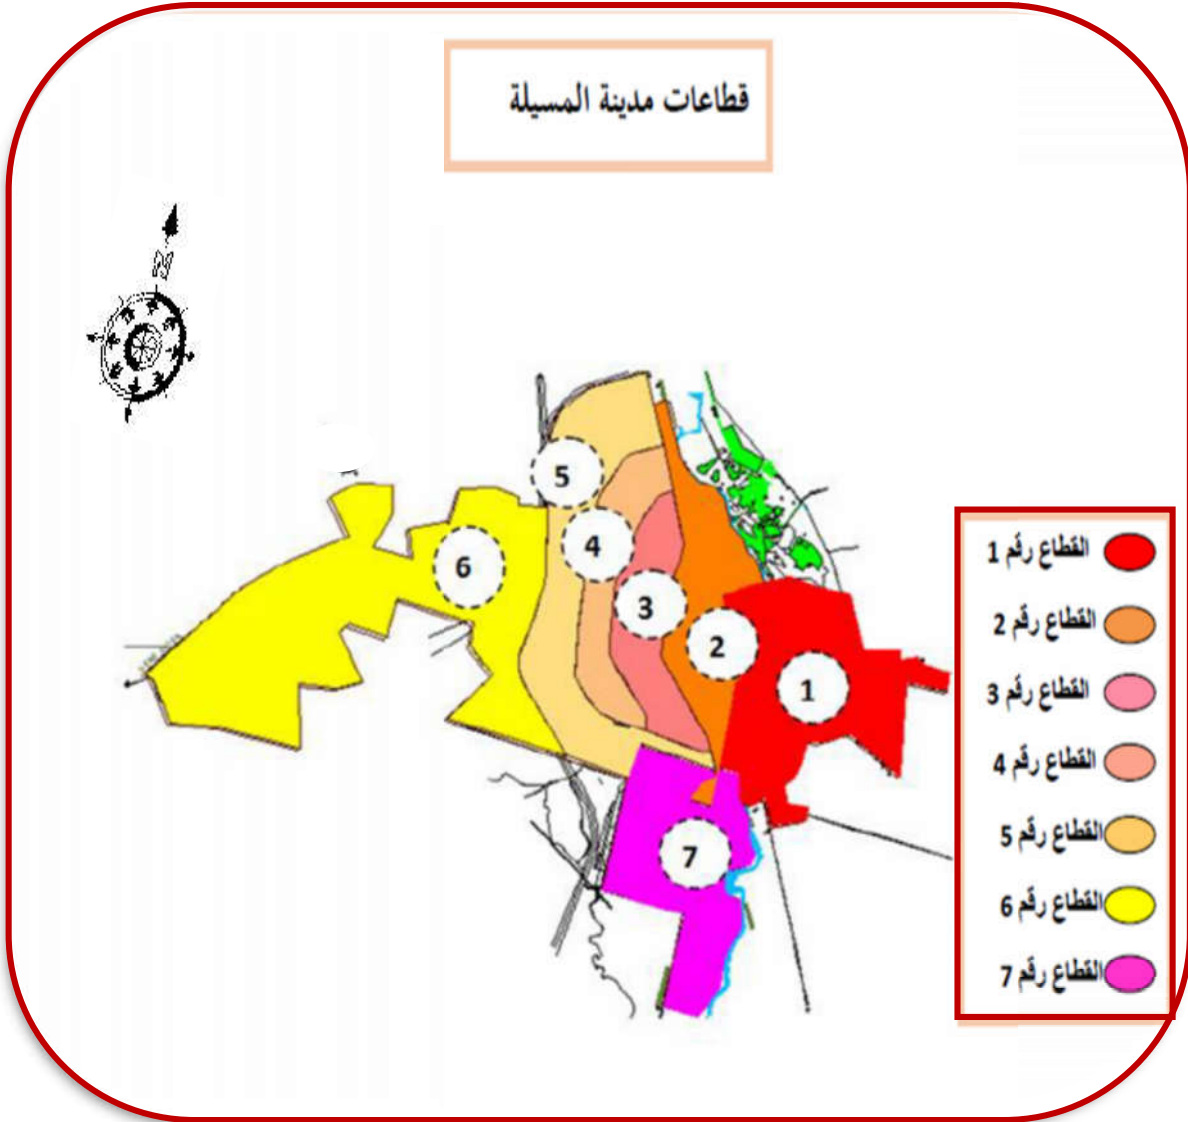 قطاعات مدينة المسيلة
N
5
4
6
3
2
1
7
القطاع رقم 1
القطاع رقم 2
القطاع رقم 3
القطاع رقم 4
القطاع رقم 5
القطاع رقم 6
القطاع رقم 7